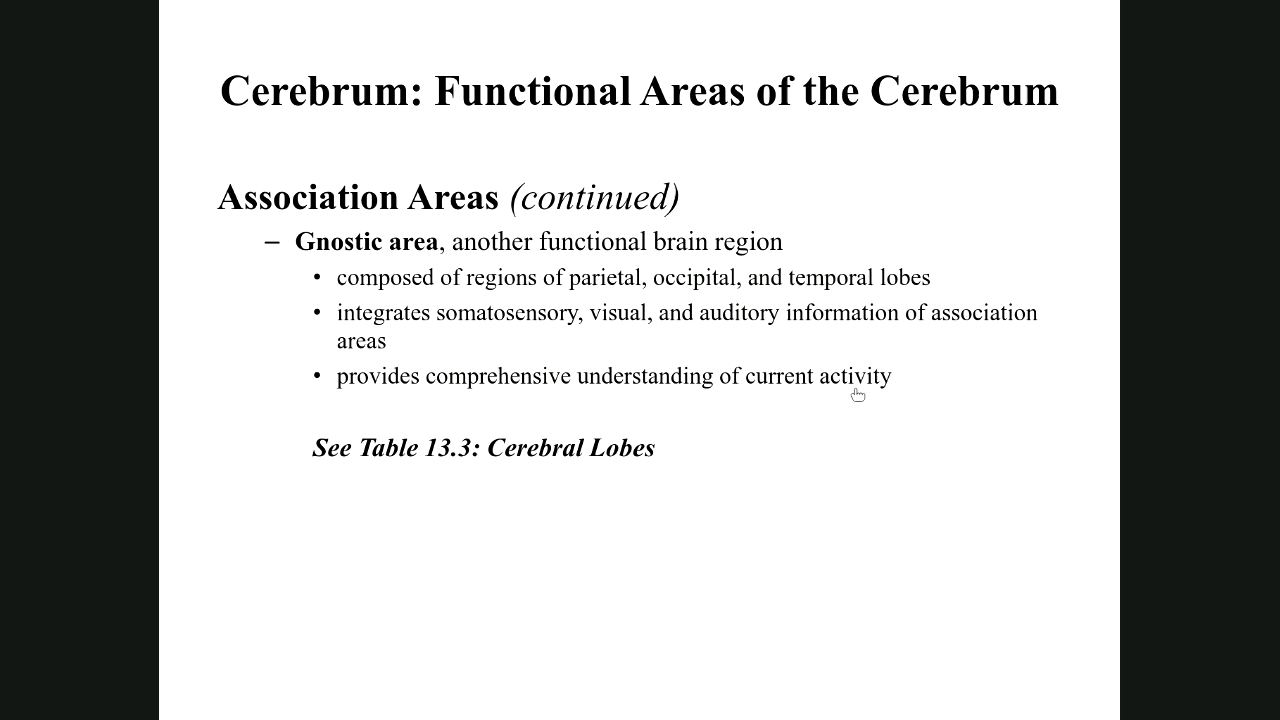 Cerebrum: Functional Areas of the Cerebrum
Association Areas (continued)
– Gnostic area, another functional brain region
• composed of regions of parietal, occipital, and temporal lobes
• integrates somatosensory, visual, and auditory information of association
areas
• provides comprehensive understanding of current activity
See Table 13.3: Cerebral Lobes